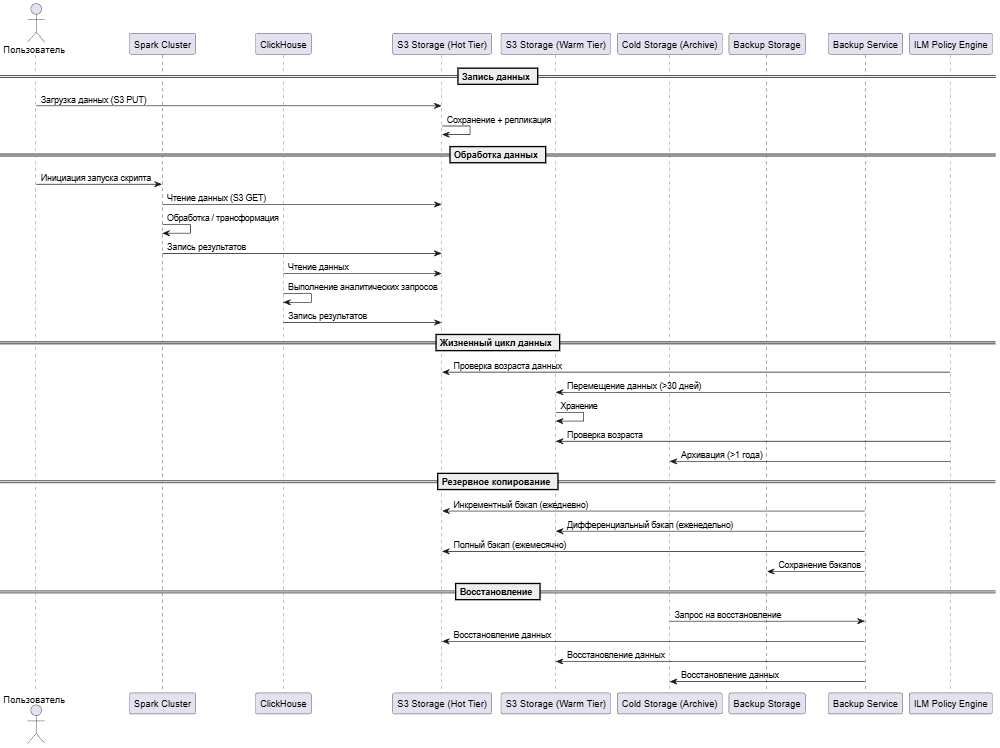 Пользователь
Spark Cluster
ClickHouse
S3 Storage (Hot Tier)
S3 Storage (Warm Tier)
Cold Storage (Archive)
Backup Storage
Backup Service
ILM Policy Engine
Запись данных
Загрузка данных (S3 PUT)
Сохранение + репликация
Обработка данных
Инициация запуска скрипта
Чтение данных (S3 GET)
Обработка / трансформация
Запись результатов
Чтение данных
Выполнение аналитических запросов
Запись результатов
Жизненный цикл данных
Проверка возраста данных
Перемещение данных (>30 дней)
Хранение
Проверка возраста
Архивация (>1 года)
Резервное копирование
Инкрементный бэкап (ежедневно)
Дифференциальный бэкап (еженедельно)
Полный бэкап (ежемесячно)
Сохранение бэкапов
Восстановление
Запрос на восстановление
Восстановление данных
Восстановление данных
Восстановление данных
Пользователь
Spark Cluster
ClickHouse
S3 Storage (Hot Tier)
S3 Storage (Warm Tier)
Cold Storage (Archive)
Backup Storage
Backup Service
ILM Policy Engine